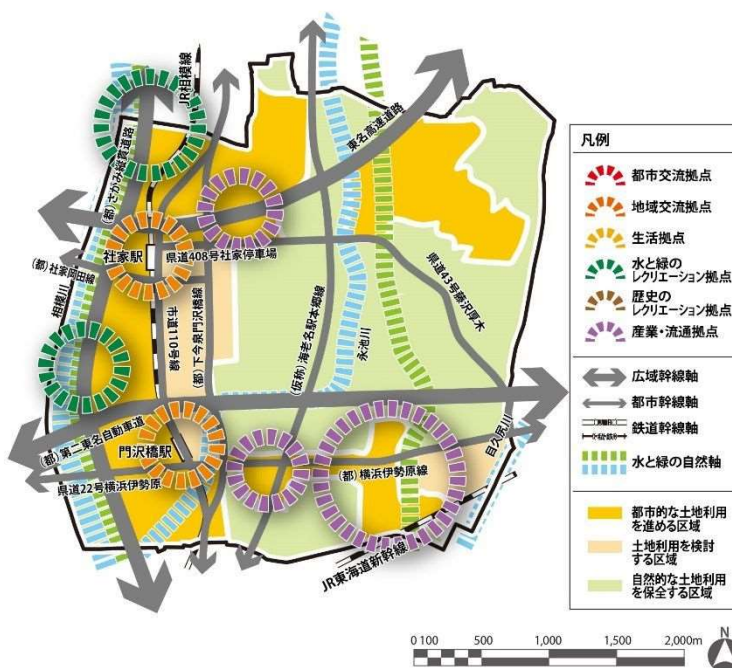 JR相模線
(都)さがみ縦貫道路
東名高速道路
社家駅
県道408号社家停車場
(都)社家岡田線
相模川
市道110号線
(都)下今泉門沢橋線
(仮称)海老名駅本郷線
永池川
県道43号藤沢厚木
(都)第二東名自動車道
門沢橋駅
県道22号横浜伊勢原
(都)横浜伊勢原線
目久尻川
JR東海道新幹線
凡例
都市交流拠点
地域交流拠点
生活拠点
水と緑の
レクリエーション拠点
歴史の
レクリエーション拠点
産業・流通拠点
広域幹線軸
都市幹線軸
鉄道幹線軸
水と緑の自然軸
都市的な土地利用
を進める区域
土地利用を検討
する区域
自然的な土地利用
を保全する区域
0 100 500 1,000 1,500 2,000m
N